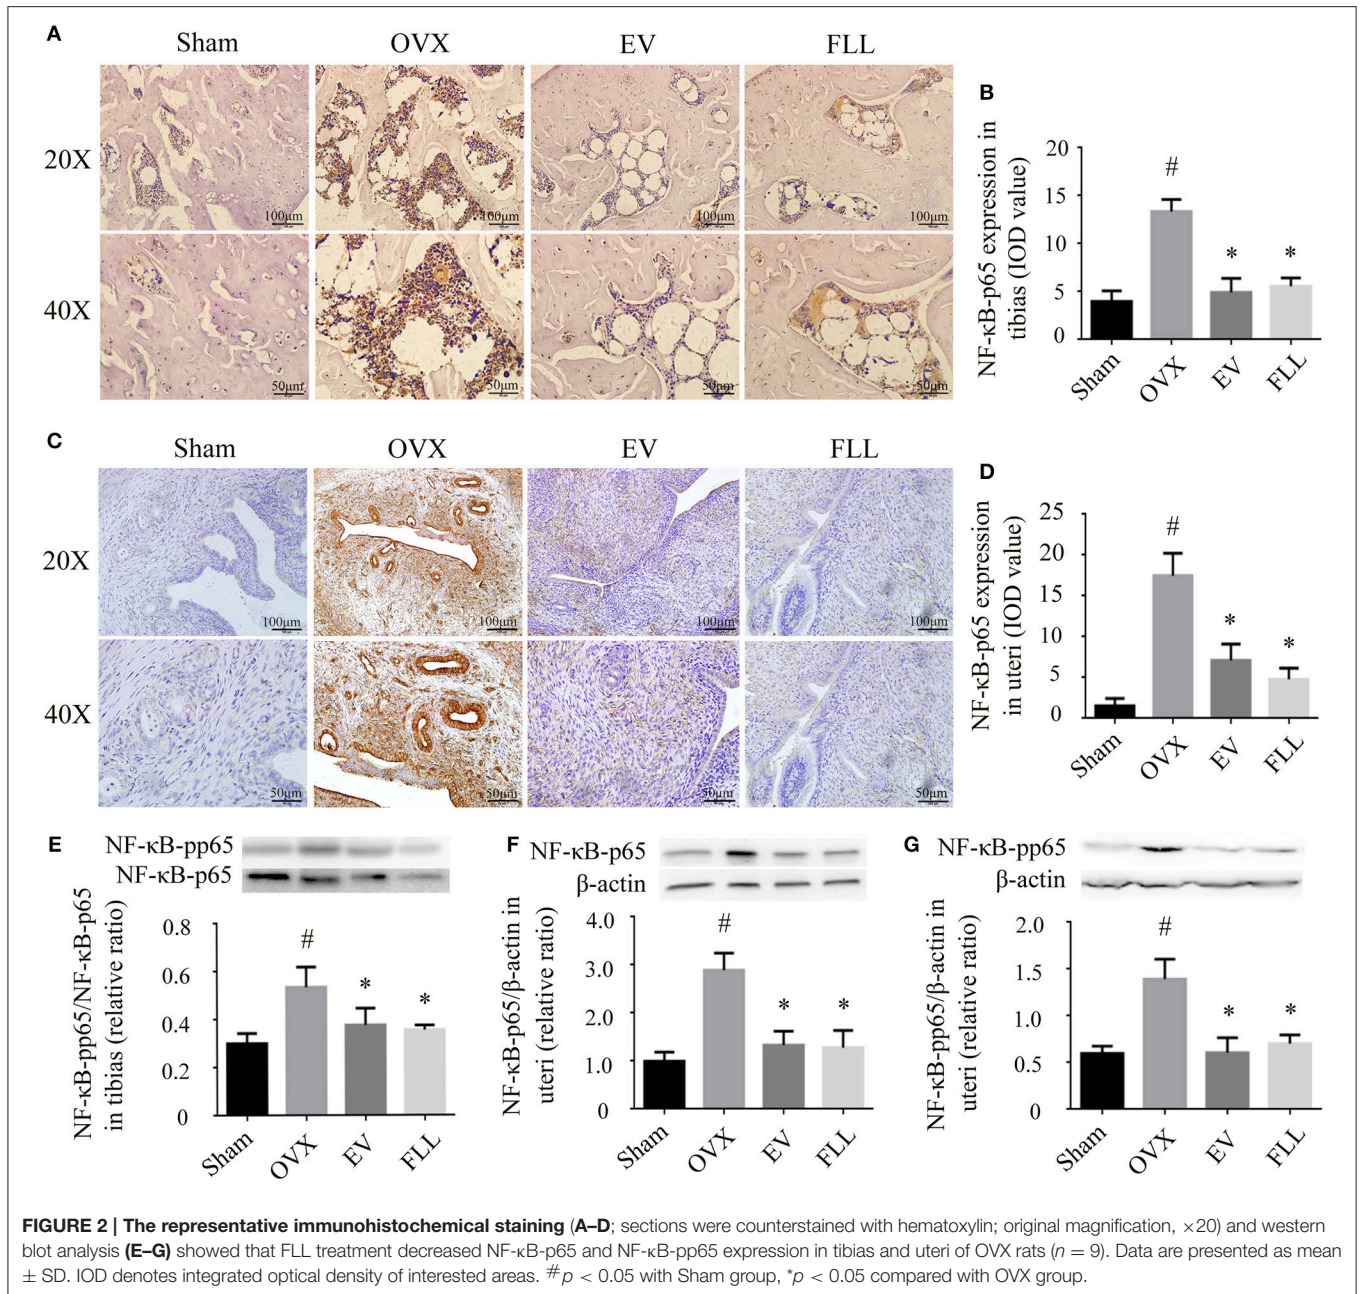 A
Sham OVX EV FLL
20X
100µm 100µm 100µm 100µm
40X
50µm 50µm 50µm 50µm
B
NF-κB-p65 expression in
tibias (IOD value)
20
15
10
5
0
# * *
Sham OVX EV FLL
C
Sham OVX EV FLL
20X
100µm 100µm 100µm 100µm
40X
50µm 50µm 50µm 50µm
D
NF-κB-p65 expression
in uteri (IOD value)
25
20
15
10
5
0
# * *
Sham OVX EV FLL
E
NF-κB-pp65
NF-κB-p65
NF-κB-pp65/NF-κB-p65
in tibias (relative ratio)
0.8
0.6
0.4
0.2
0
# * *
Sham OVX EV FLL
F
NF-κB-p65
β-actin
NF-κB-p65/β-actin in
uteri (relative ratio)
4.0
3.0
2.0
1.0
0
# * *
Sham OVX EV FLL
G
NF-κB-pp65
β-actin
NF-κB-pp65/β-actin in
uteri (relative ratio)
2.0
1.5
1.0
0.5
0
# * *
Sham OVX EV FLL
FIGURE 2 | The representative immunohistochemical staining (A–D; sections were counterstained with hematoxylin; original magnification, ×20) and western
blot analysis (E–G) showed that FLL treatment decreased NF-κB-p65 and NF-κB-pp65 expression in tibias and uteri of OVX rats (n = 9). Data are presented as mean
± SD. IOD denotes integrated optical density of interested areas. #p < 0.05 with Sham group, *p < 0.05 compared with OVX group.